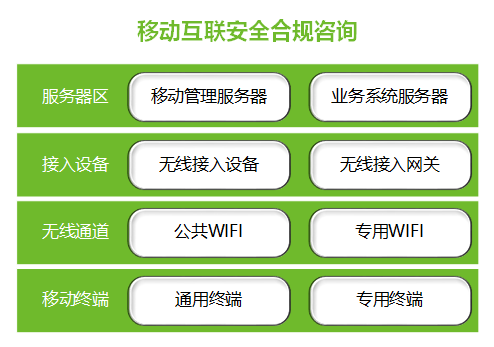 移动互联安全合规咨询
服务器区 移动管理服务器 业务系统服务器
接入设备 无线接入设备 无线接入网关
无线通道 公共WIFI 专用WIFI
移动终端 通用终端 专用终端